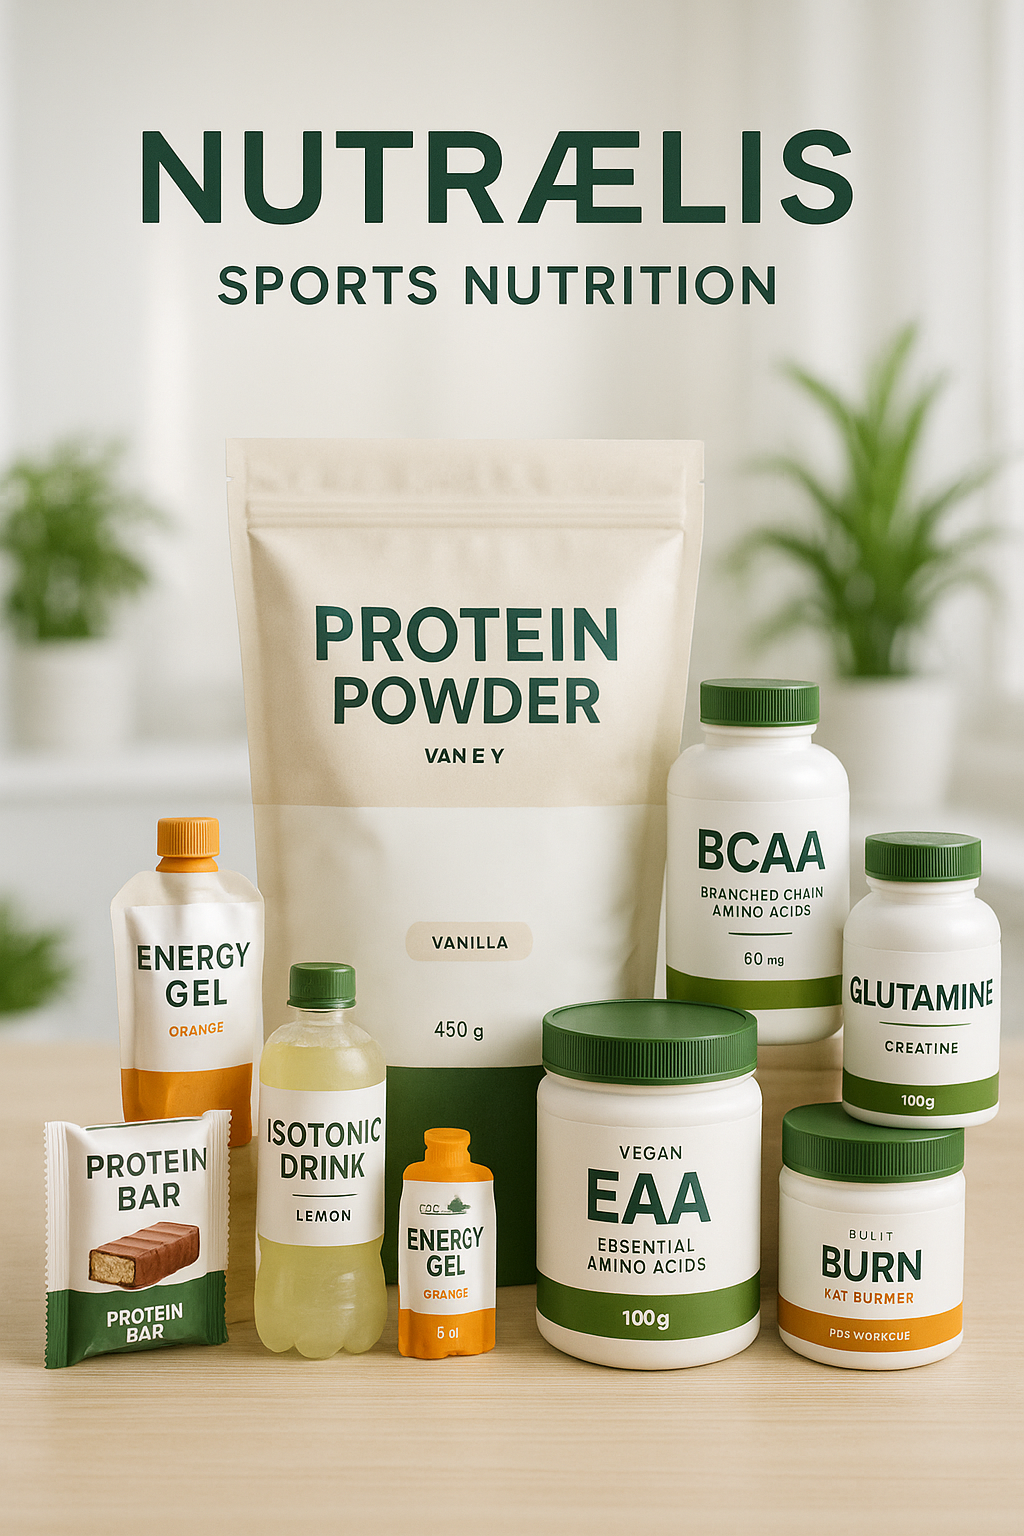 NUTRÆLIS
SPORTS NUTRITION
PROTEIN
POWDER
VAN E Y
VANILLA
450 g
BCAA
BRANCHED CHAIN
AMINO ACIDS
60 mg
GLUTAMINE
CREATINE
100g
ENERGY
GEL
ORANGE
ISOTONIC
DRINK
LEMON
PROTEIN
BAR
PROTEIN
BAR
ENERGY
GEL
GRANGE
6 ol
VEGAN
EAA
EBSENTIAL
AMINO ACIDS
100g
BULIT
BURN
KAT BURMER
PDS WORKCUE